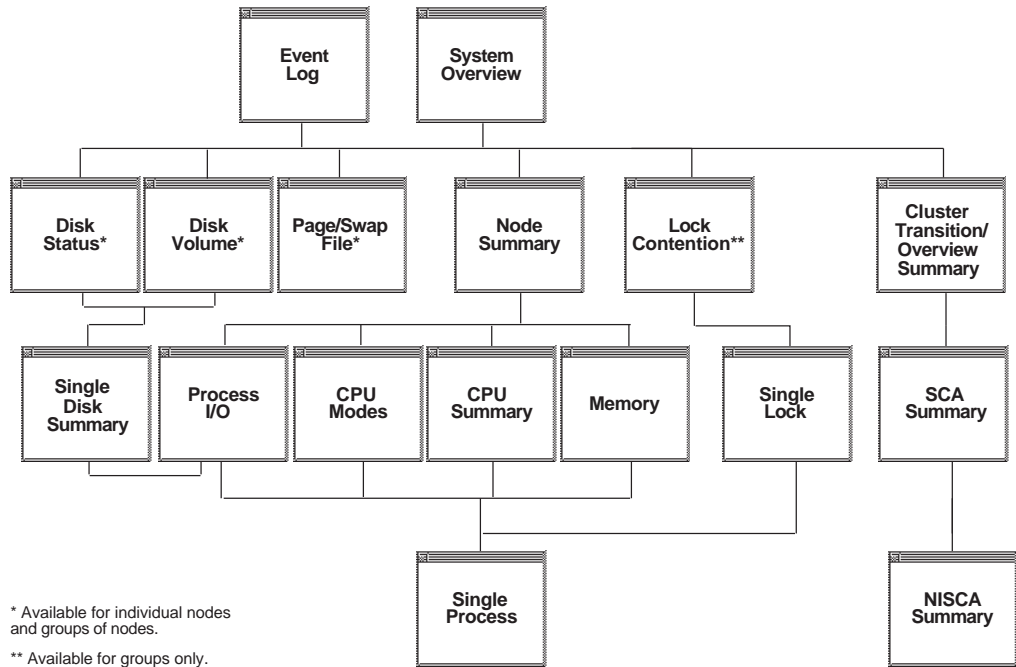 Event
Log
System
Overview
Disk
Status*
Disk
Volume*
Page/Swap
File*
Node
Summary
Lock
Contention**
Cluster
Transition/
Overview
Summary
Single
Disk
Summary
Process
I/O
CPU
Modes
CPU
Summary
Memory
Single
Lock
SCA
Summary
Single
Process
NISCA
Summary
* Available for individual nodes
and groups of nodes.
** Available for groups only.